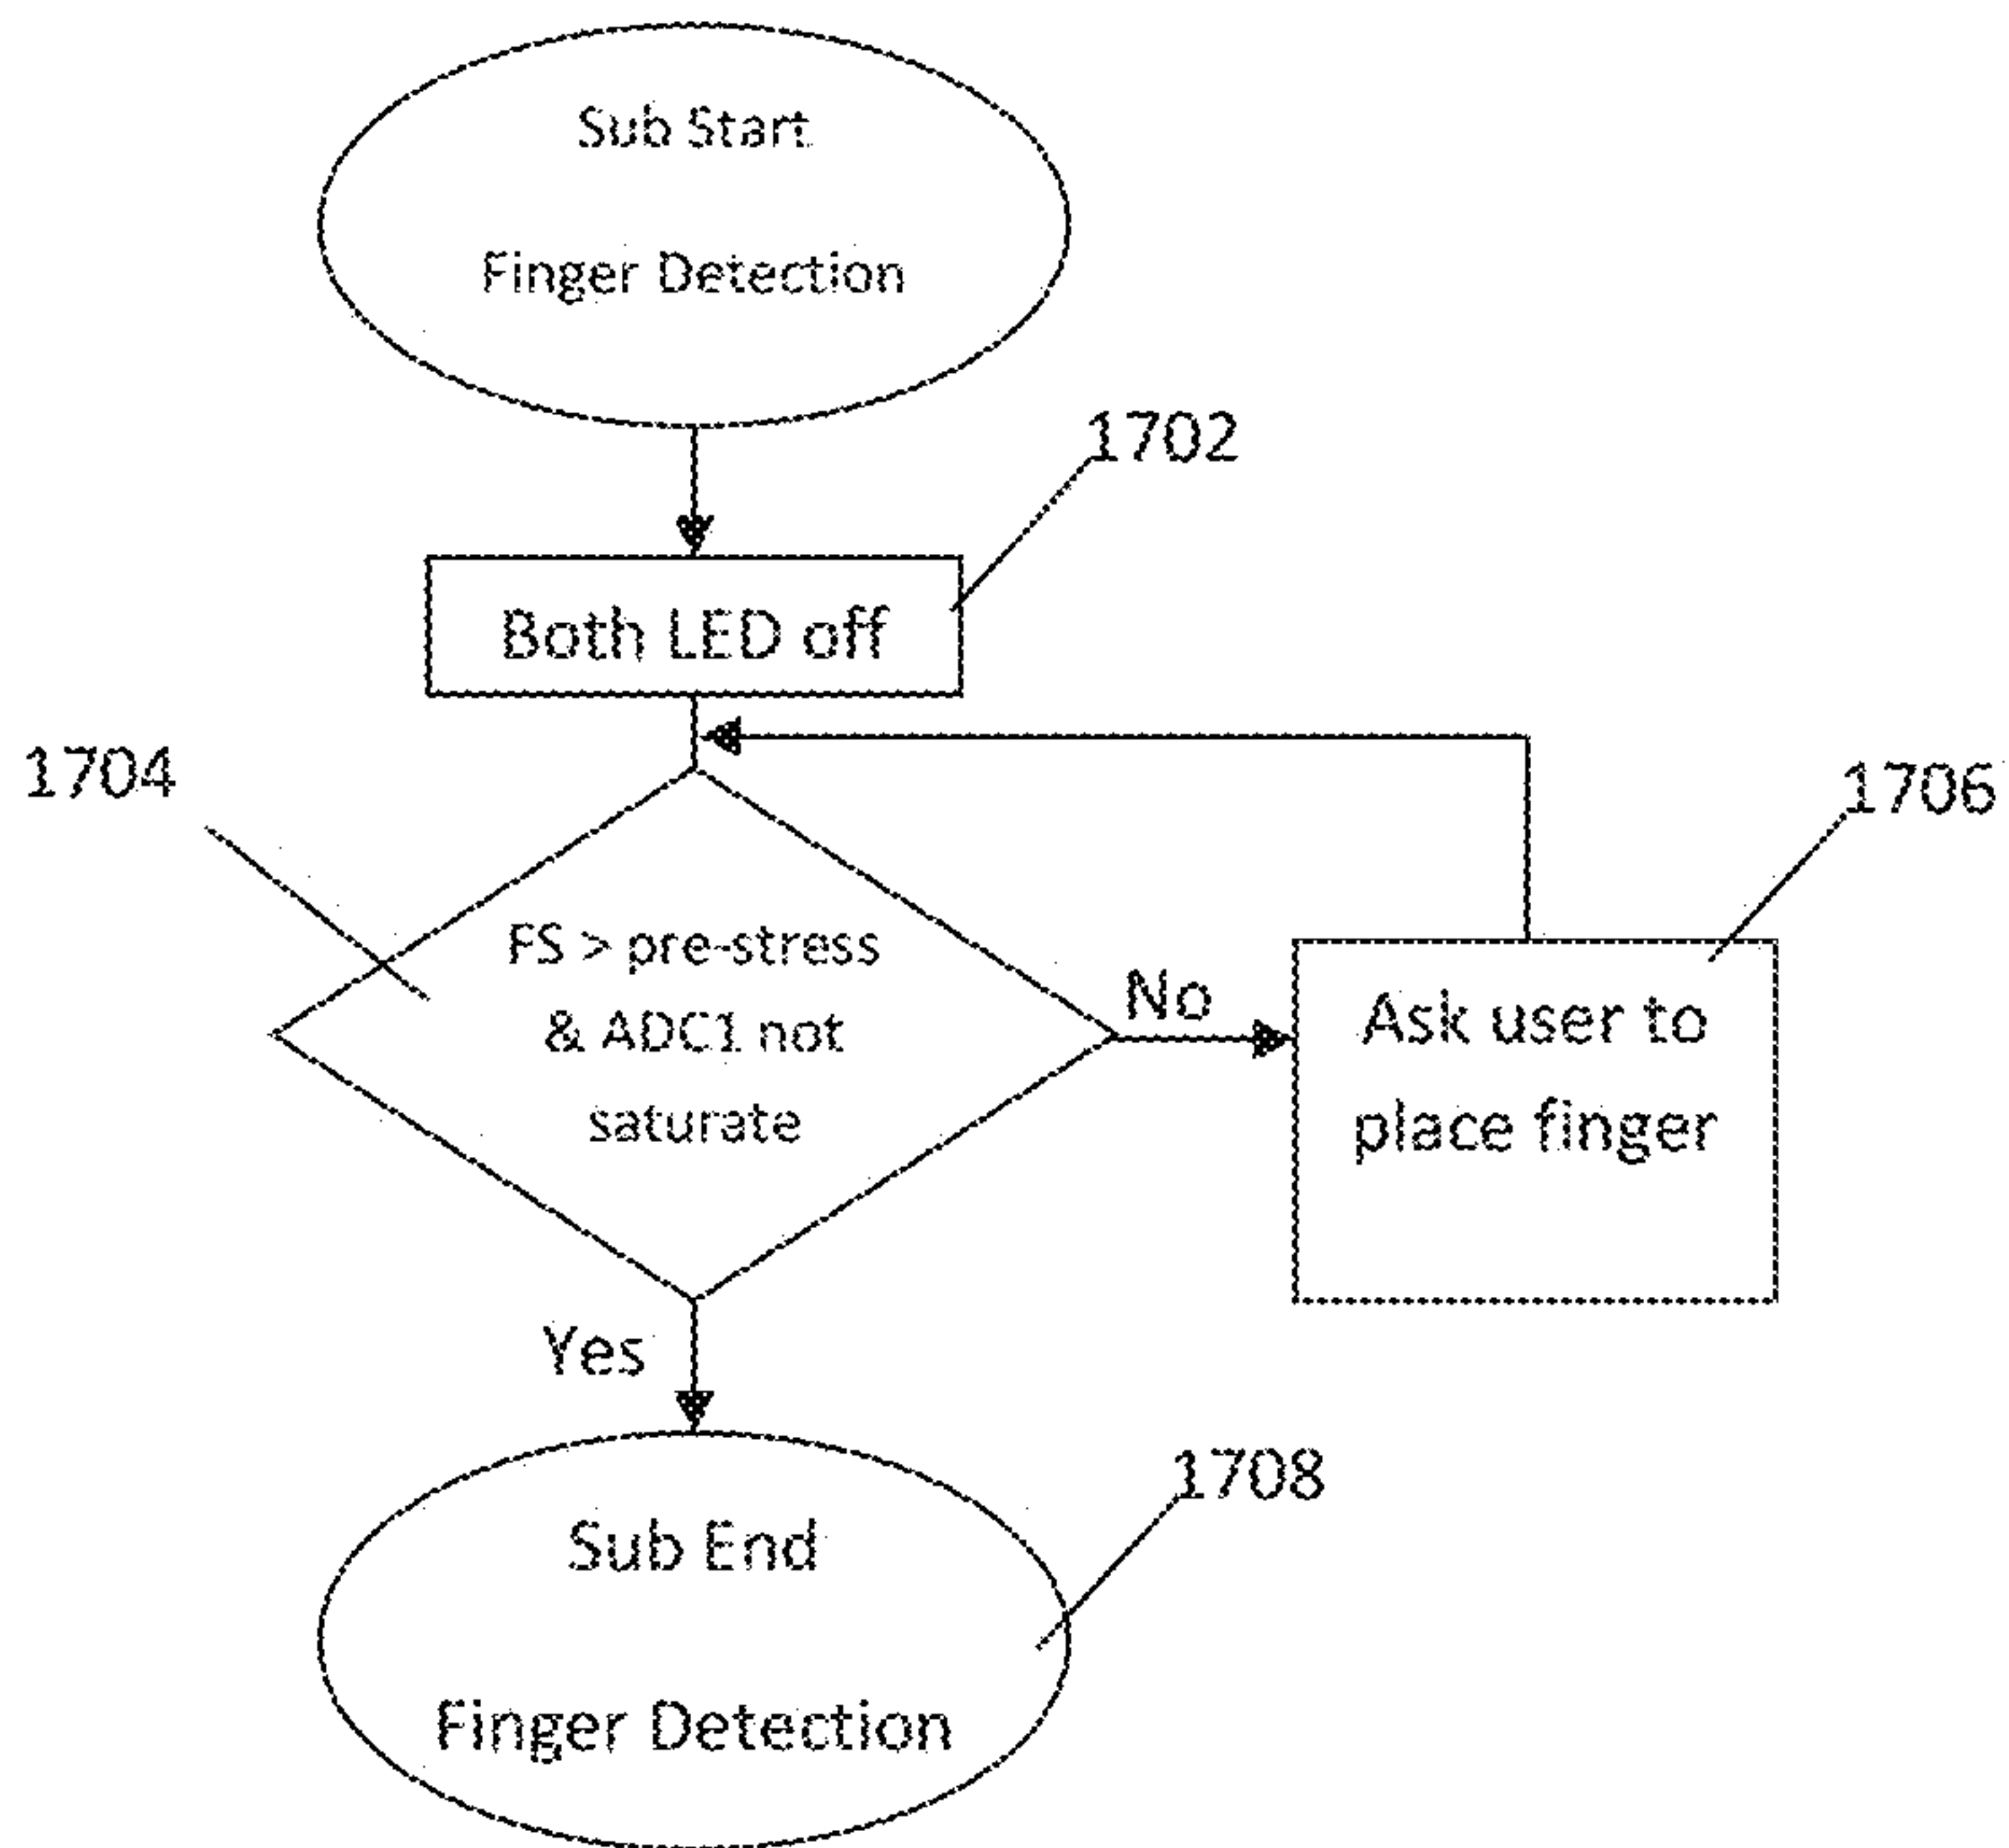 Sub Start
Finger Detection
1702
Both LED off
1704
1706
FS > pre-stress
& ADC1 not
saturate
No
Ask user to
place finger
Yes
1708
Sub End
Finger Detection